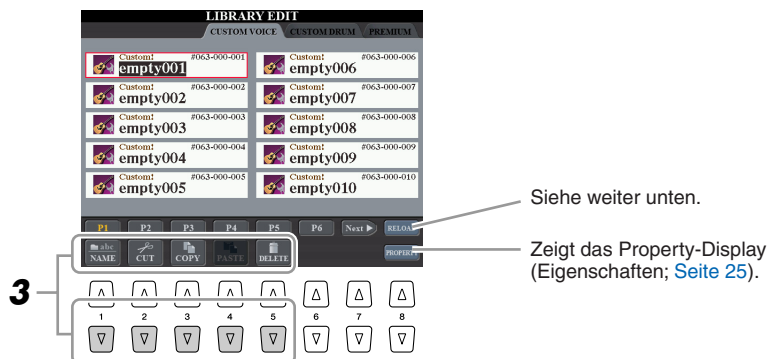 LIBRARY EDIT
CUSTOM VOICE CUSTOM DRUM PREMIUM
Custom! #063-000-001
empty001
Custom! #063-000-006
empty006
Custom! #063-000-002
empty002
Custom! #063-000-007
empty007
Custom! #063-000-003
empty003
Custom! #063-000-008
empty008
Custom! #063-000-004
empty004
Custom! #063-000-009
empty009
Custom! #063-000-005
empty005
Custom! #063-000-010
empty010
P1 P2 P3 P4 P5 P6 Next RELOAD
abc
NAME CUT COPY PASTE DELETE PROPERTY
Siehe weiter unten.
Zeigt das Property-Display
(Eigenschaften; Seite 25).
3
1 2 3 4 5 6 7 8